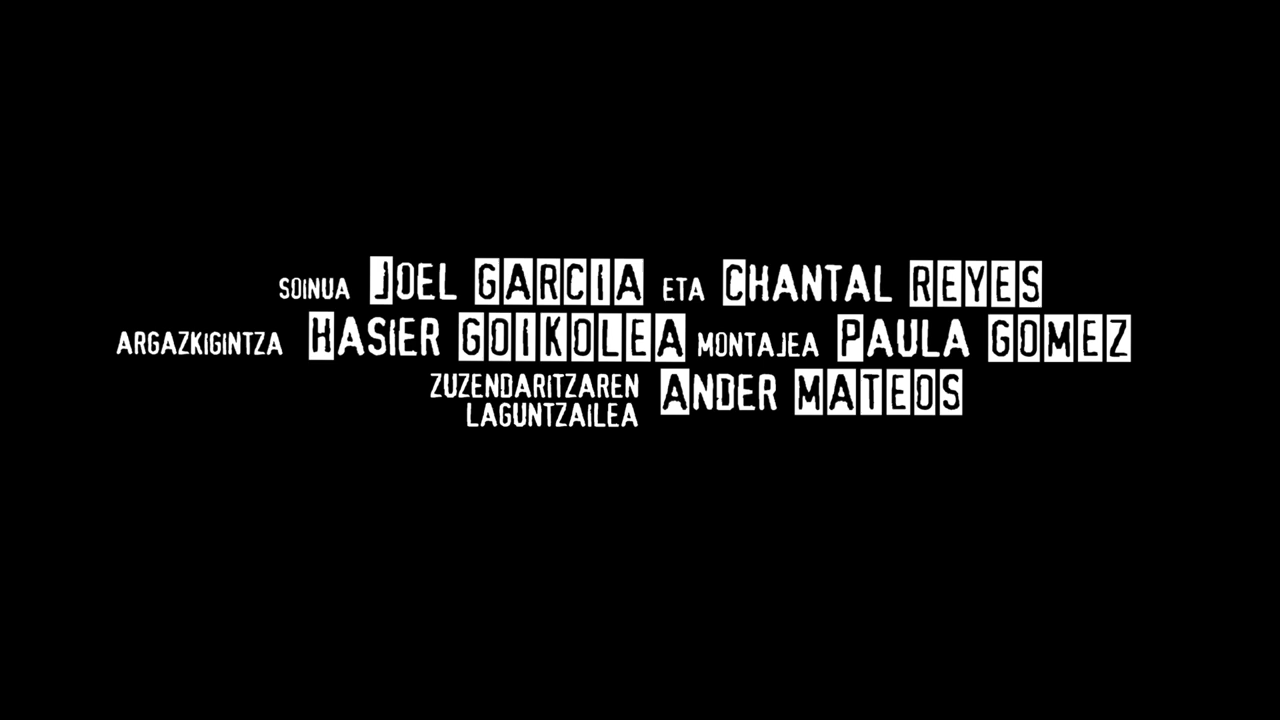 SOINUA JOEL GARCIA ETA CHANTAL REYES
ARGAZKIGINTZA HASIER GOIKOLEA MONTAJEA PAULA GOMEZ
ZUZENDARITZAREN LAGUNTZAILEA ANDER MATEOS